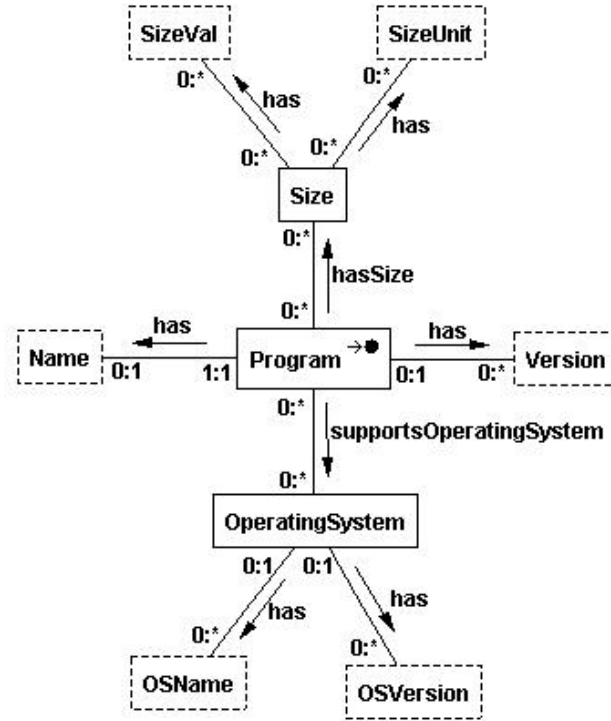 SizeVal
SizeUnit
0:*
0:*
has
has
0:*
0:*
Size
0:*
hasSize
0:*
has
has
Name
Program
Version
0:1
1:1
0:1
0:*
0:*
supportsOperatingSystem
0:*
OperatingSystem
0:1
0:1
has
has
0:*
0:*
OSName
OSVersion